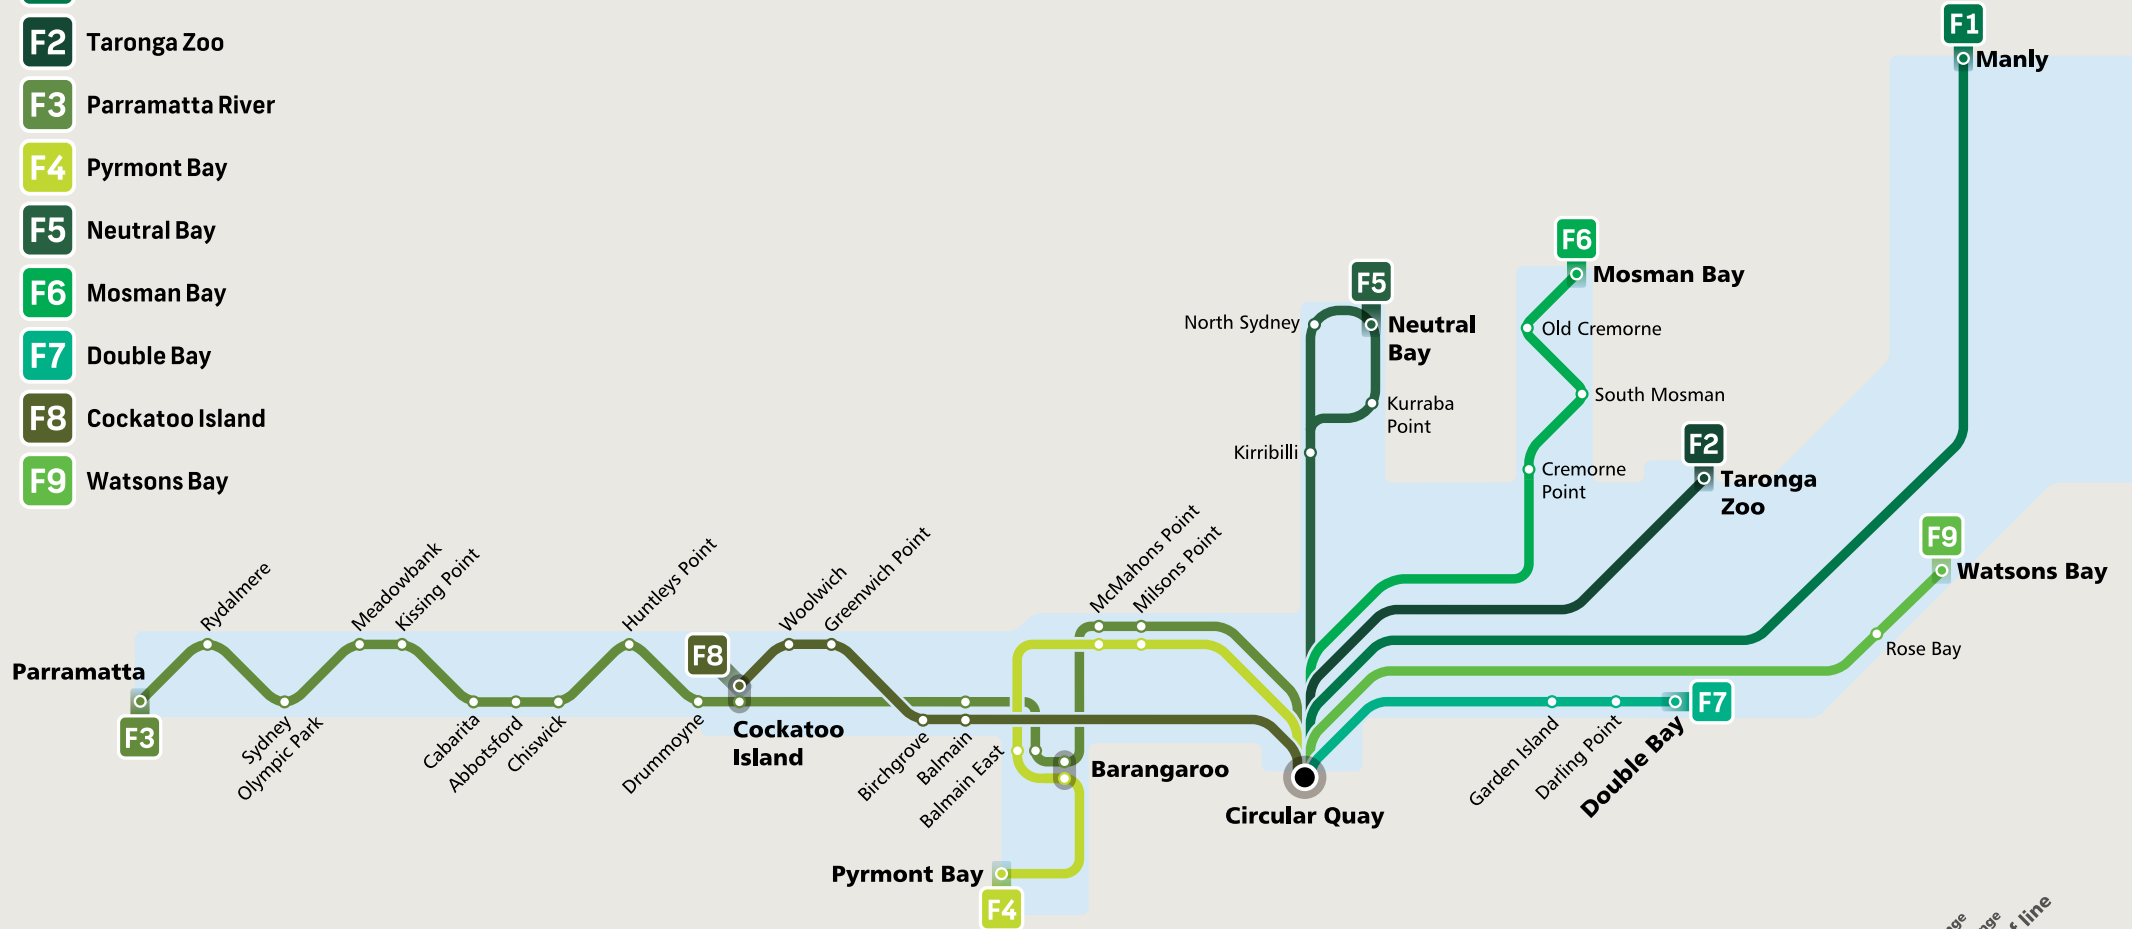 F2 Taronga Zoo
F3 Parramatta River
F4 Pyrmont Bay
F5 Neutral Bay
F6 Mosman Bay
F7 Double Bay
F8 Cockatoo Island
F9 Watsons Bay
F1
Manly
F6
Mosman Bay
Old Cremorne
South Mosman
Cremorne
Point
F5
North Sydney
Neutral
Bay
Kurraba
Point
Kirribilli
F2
Taronga
Zoo
F9
Watsons Bay
Rose Bay
Parramatta
F3
Rydalmere
Sydney
Olympic Park
Meadowbank
Kissing Point
Cabarita
Abbotsford
Chiswick
Huntleys Point
Drummoyne
F8
Cockatoo
Island
Woolwich
Greenwich Point
Birchgrove
Balmain
Balmain East
McMahons Point
Milsons Point
Barangaroo
Pyrmont Bay
F4
Circular Quay
Garden Island
Darling Point
Double Bay
F7
line